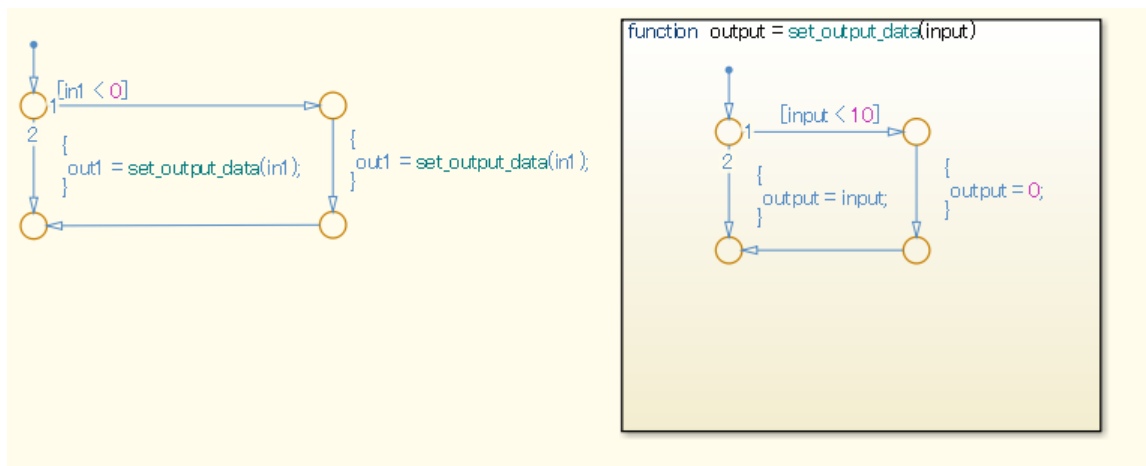 [in1 < 0]
1
2
{
out1 = set_output_data(in1);
}
{
out1 = set_output_data(in1);
}
function output = set_output_data(input)
[input < 10]
1
2
{
output = input;
}
{
output = 0;
}